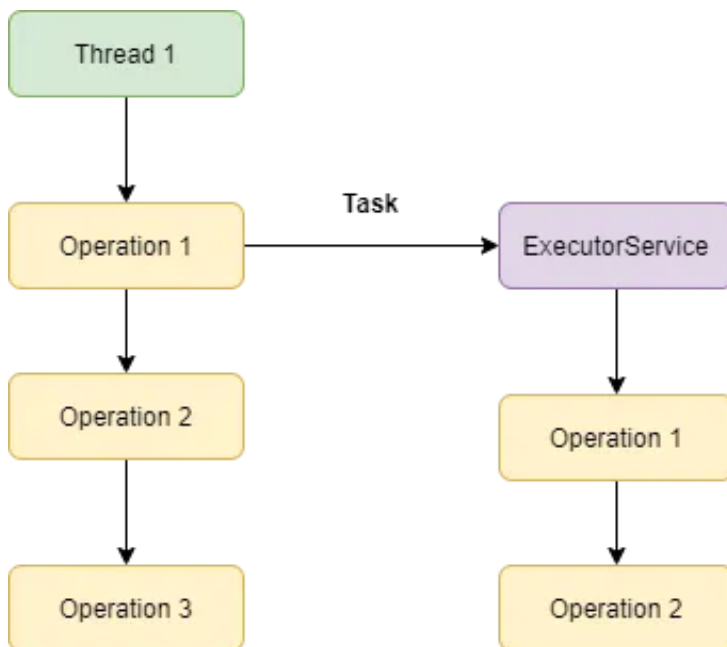 Thread 1
Task
Operation 1
ExecutorService
Operation 2
Operation 1
Operation 3
Operation 2